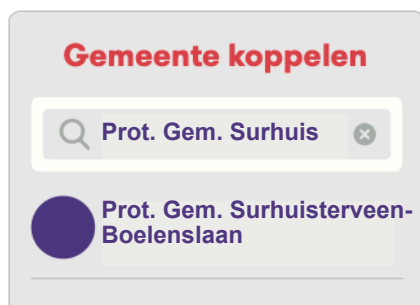 Gemeente koppelen
Prot. Gem. Surhuis
Prot. Gem. Surhuisterveen-
Boelenslaan